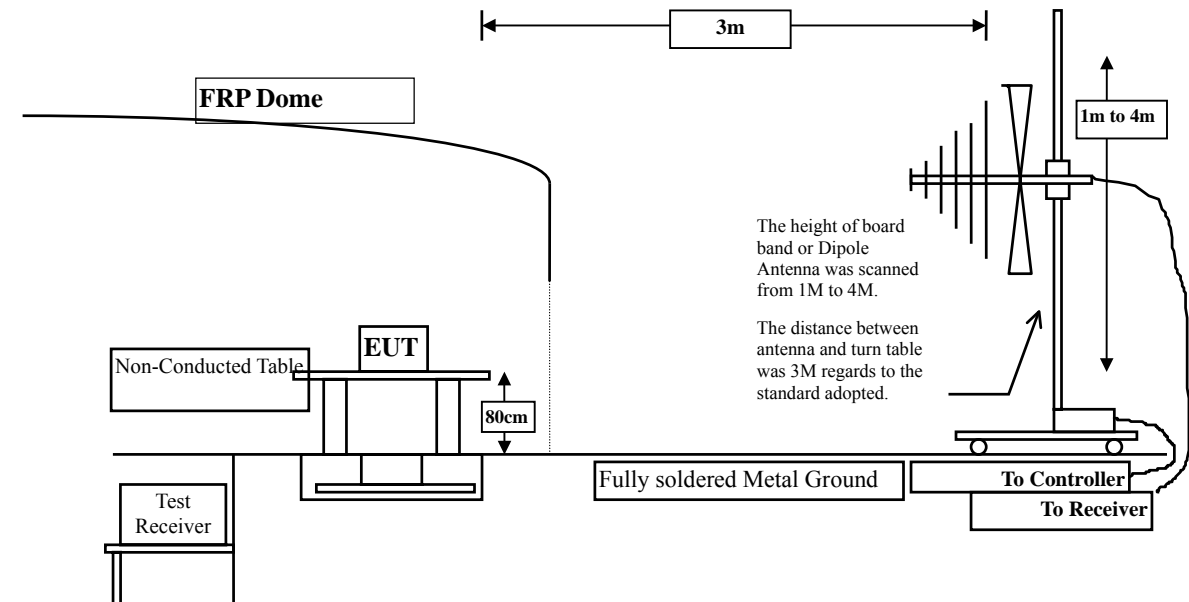 3m
FRP Dome
1m to 4m
The height of board
band or Dipole
Antenna was scanned
from 1M to 4M.
The distance between
antenna and turn table
was 3M regards to the
standard adopted.
EUT
Non-Conducted Table
80cm
Fully soldered Metal Ground
To Controller
To Receiver
Test
Receiver